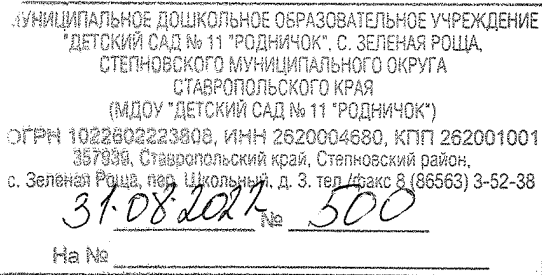 МУНИЦИПАЛЬНОЕ ДОШКОЛЬНОЕ ОБРАЗОВАТЕЛЬНОЕ УЧРЕЖДЕНИЕ
"ДЕТСКИЙ САД № 11 "РОДНИЧОК", С. ЗЕЛЕНАЯ РОЩА,
СТЕПНОВСКОГО МУНИЦИПАЛЬНОГО ОКРУГА
СТАВРОПОЛЬСКОГО КРАЯ
(МДОУ "ДЕТСКИЙ САД № 11 "РОДНИЧОК")
ОГРН 1022602223808, ИНН 2620004680, КПП 262001001
357939, Ставропольский край, Степновский район,
с. Зеленая Роща, пер. Школьный, д. 3. тел./факс 8 (86563) 3-52-38
31.08.2021 № 500
На №